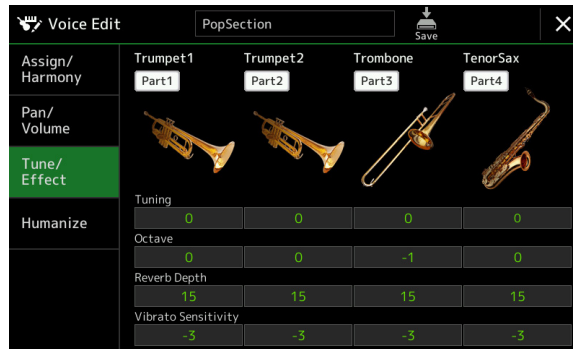 Voice Edit
PopSection
Save
Assign/
Harmony
Pan/
Volume
Tune/
Effect
Humanize
Trumpet1 Trumpet2 Trombone TenorSax
Part1 Part2 Part3 Part4
Tuning
0 0 0 0
Octave
0 0 -1 0
Reverb Depth
15 15 15 15
Vibrato Sensitivity
-3 -3 -3 -3